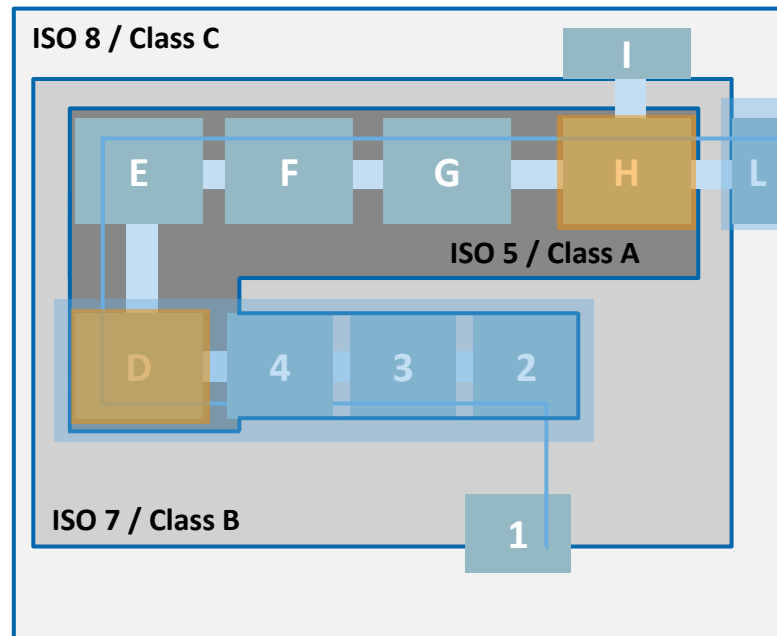 ISO 8 / Class C
I
E F G H L
ISO 5 / Class A
D 4 3 2
ISO 7 / Class B
1